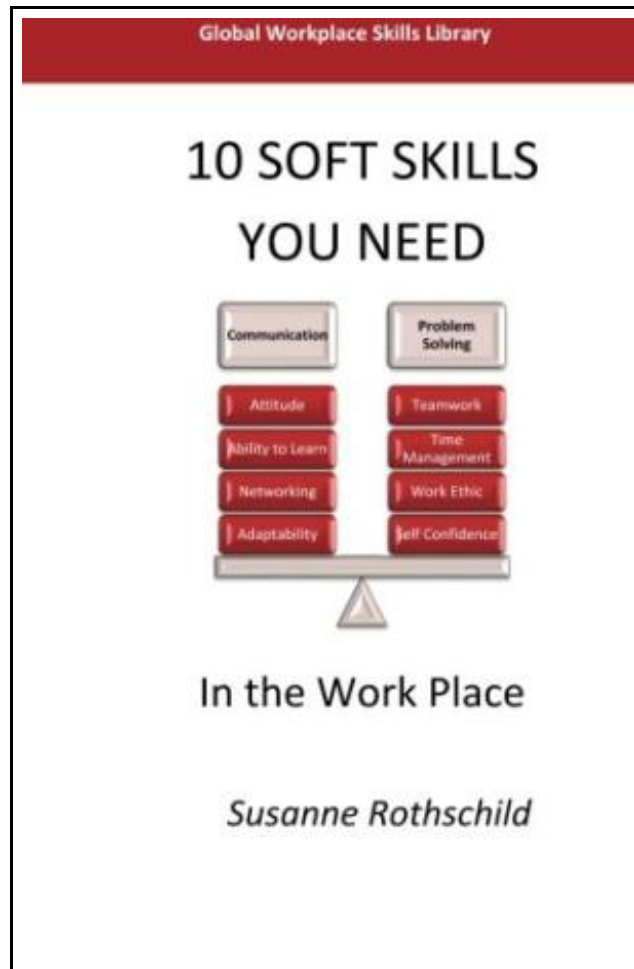 Global Workplace Skills Library
10 SOFT SKILLS
YOU NEED
Communication
Problem
Solving
Attitude
Teamwork
Ability to Learn
Time
Management
Networking
Work Ethic
Adaptability
Self Confidence
In the Work Place
Susanne Rothschild